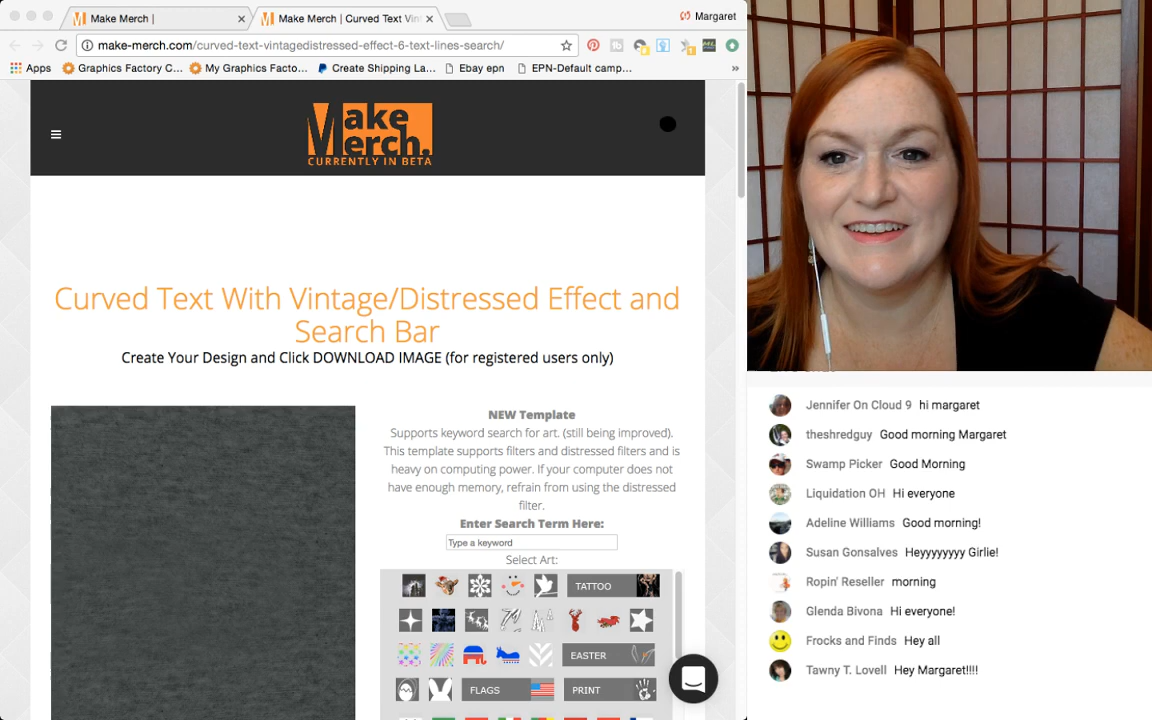 Make Merch |
Make Merch | Curved Text Vin
Margaret
make-merch.com/curved-text-vintagedistressed-effect-6-text-lines-search/
Apps
Graphics Factory C...
My Graphics Facto...
Create Shipping La...
Ebay epn
EPN-Default camp...
»
Make
Merch.
CURRENTLY IN BETA
Curved Text With Vintage/Distressed Effect and
Search Bar
Create Your Design and Click DOWNLOAD IMAGE (for registered users only)
NEW Template
Supports keyword search for art. (still being improved).
This template supports filters and distressed filters and is
heavy on computing power. If your computer does not
have enough memory, refrain from using the distressed
filter.
Enter Search Term Here:
Type a keyword
Select Art:
TATTOO
EASTER
FLAGS
PRINT
Jennifer On Cloud 9 hi margaret
theshredguy Good morning Margaret
Swamp Picker Good Morning
Liquidation OH Hi everyone
Adeline Williams Good morning!
Susan Gonsalves Heyyyyyyy Girlie!
Ropin' Reseller morning
Glenda Bivona Hi everyone!
Frocks and Finds Hey all
Tawny T. Lovell Hey Margaret!!!!